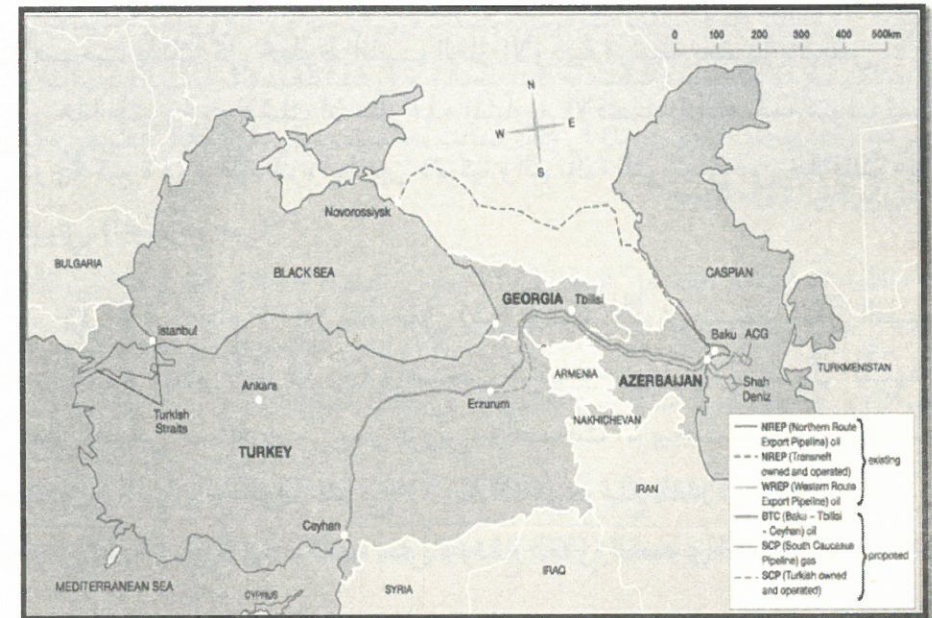 0 100 200 300 400 500km
N
W E
S
Novorossiysk
BULGARIA
BLACK SEA
CASPIAN
GEORGIA Tbilisi
Istanbul
Baku ACG
ARMENIA
AZERBAIJAN
TURKMENISTAN
Ankara
Erzurum
Shah
Deniz
Turkish
Straits
NAKHICHEVAN
TURKEY
IRAN
Ceyhan
IRAQ
MEDITERRANEAN SEA
CYPRUS
SYRIA
NREP (Northern Route
Export Pipeline) oil
NREP (Transneft
owned and operated)
WREP (Western Route
Export Pipeline) oil
existing
BTC (Baku - Tbilisi
- Ceyhan) oil
SCP (South Caucasus
Pipeline) gas
SCP (Turkish owned
and operated)
proposed